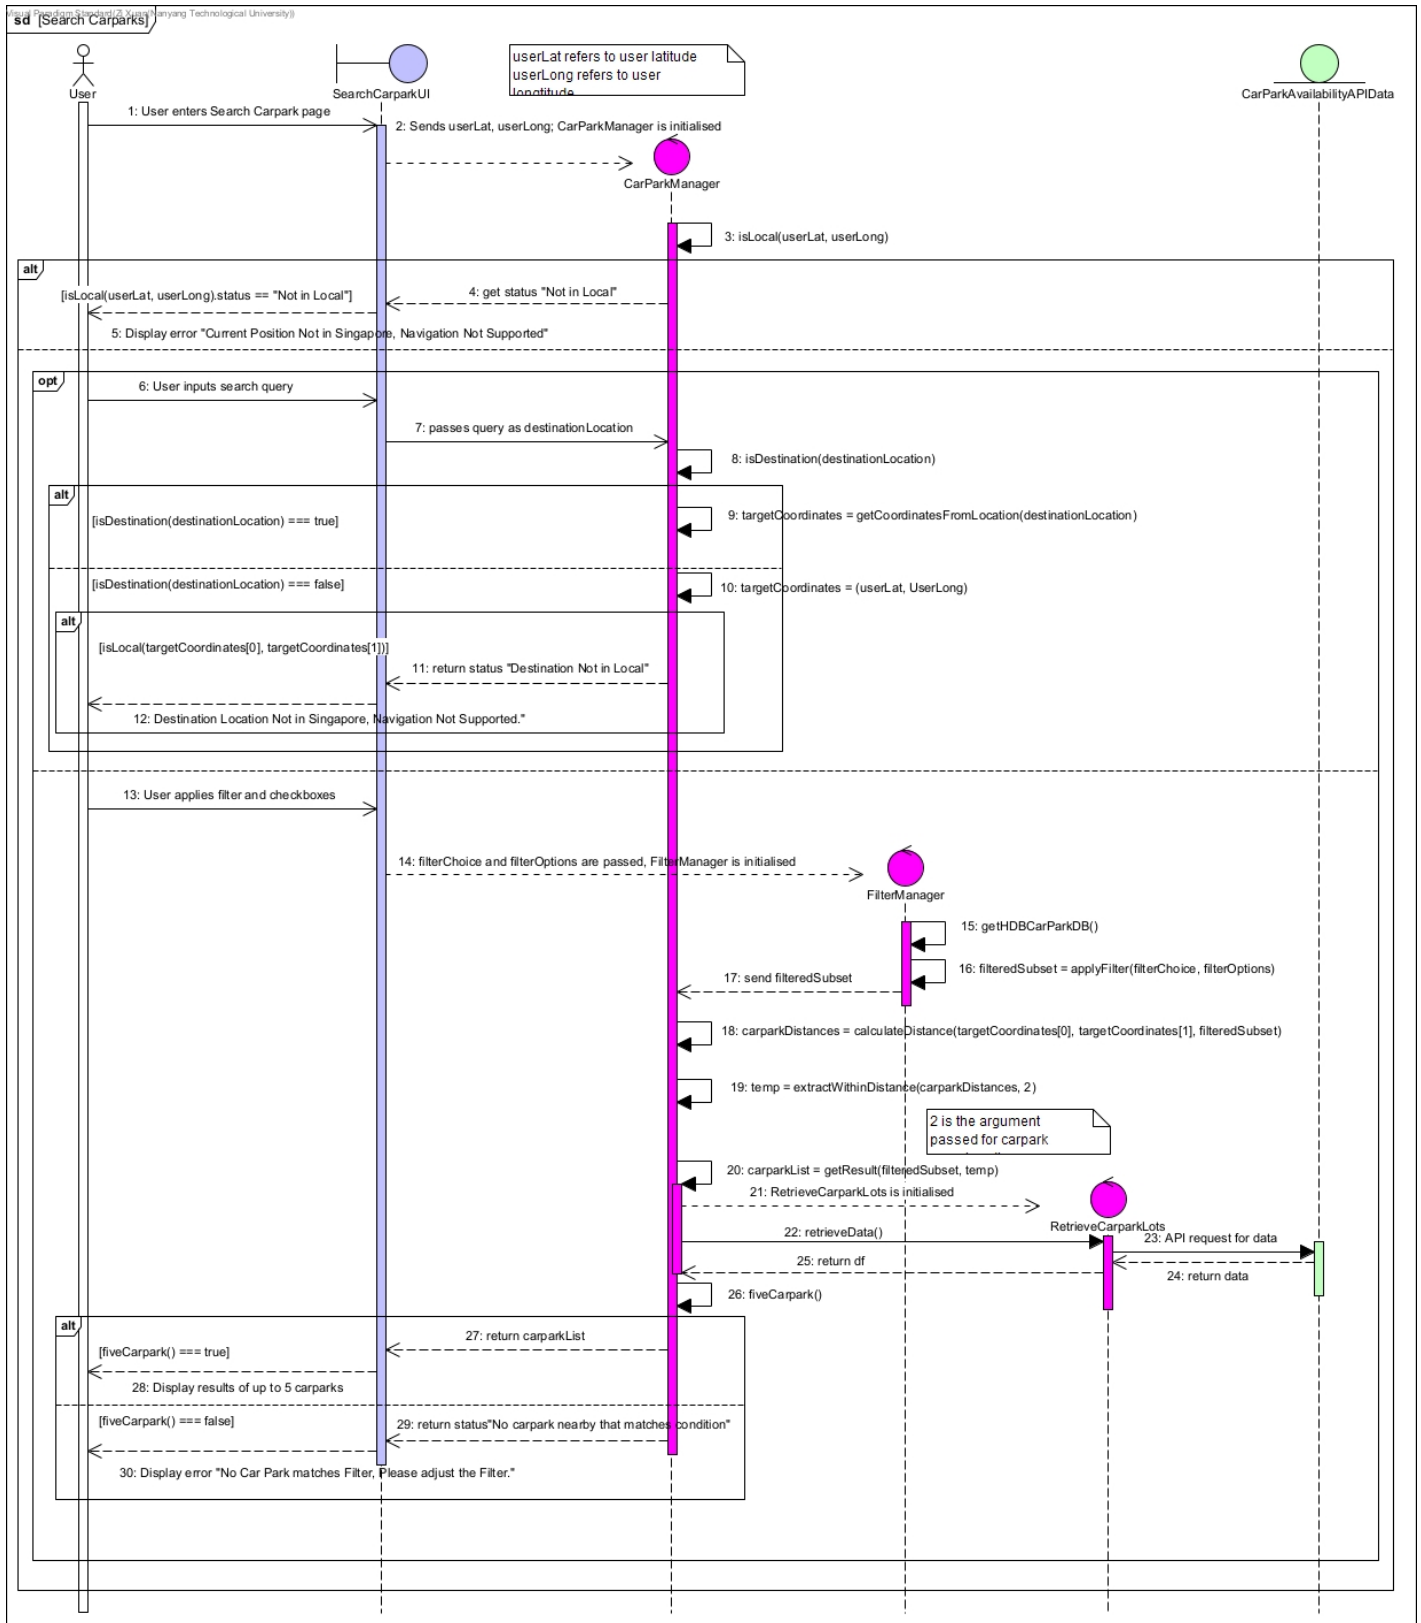 Visual Paradigm Standard(Zi Xuan(Nanyang Technological University))
sd [Search Carparks]
userLat refers to user latitude
userLong refers to user
longtitude
User
SearchCarparkUI
CarParkAvailabilityAPIData
1: User enters Search Carpark page
2: Sends userLat, userLong; CarParkManager is initialised
CarParkManager
3: isLocal(userLat, userLong)
alt
[isLocal(userLat, userLong).status == "Not in Local"]
4: get status "Not in Local"
5: Display error "Current Position Not in Singapore, Navigation Not Supported"
opt
6: User inputs search query
7: passes query as destinationLocation
8: isDestination(destinationLocation)
alt
[isDestination(destinationLocation) === true]
9: targetCoordinates = getCoordinatesFromLocation(destinationLocation)
[isDestination(destinationLocation) === false]
10: targetCoordinates = (userLat, UserLong)
alt
[isLocal(targetCoordinates[0], targetCoordinates[1])]
11: return status "Destination Not in Local"
12: Destination Location Not in Singapore, Navigation Not Supported."
13: User applies filter and checkboxes
14: filterChoice and filterOptions are passed, FilterManager is initialised
FilterManager
15: getHDBCarParkDB()
16: filteredSubset = applyFilter(filterChoice, filterOptions)
17: send filteredSubset
18: carparkDistances = calculateDistance(targetCoordinates[0], targetCoordinates[1], filteredSubset)
19: temp = extractWithinDistance(carparkDistances, 2)
2 is the argument
passed for carpark
20: carparkList = getResult(filteredSubset, temp)
21: RetrieveCarparkLots is initialised
RetrieveCarparkLots
22: retrieveData()
23: API request for data
25: return df
24: return data
26: fiveCarpark()
alt
27: return carparkList
[fiveCarpark() === true]
28: Display results of up to 5 carparks
[fiveCarpark() === false]
29: return status"No carpark nearby that matches condition"
30: Display error "No Car Park matches Filter, Please adjust the Filter."